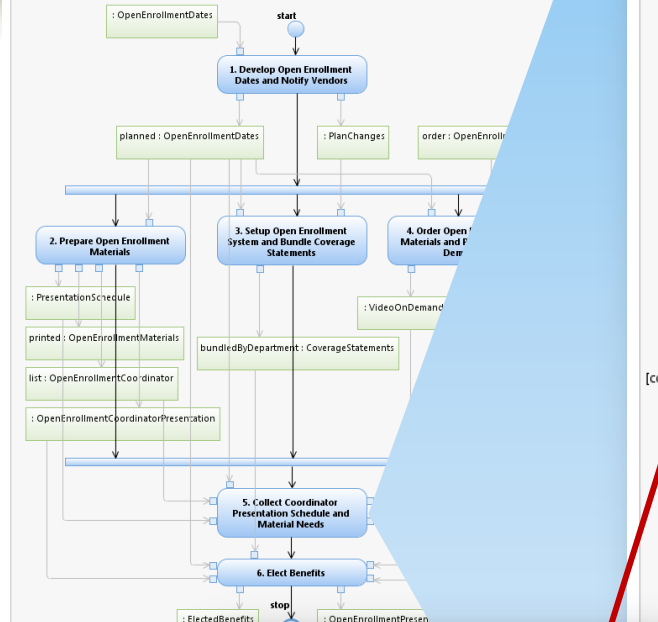 : OpenEnrollmentDates
start
1. Develop Open Enrollment
Dates and Notify Vendors
planned : OpenEnrollmentDates
: PlanChanges
order : OpenEnrolln
2. Prepare Open Enrollment
Materials
3. Setup Open Enrollment
System and Bundle Coverage
Statements
4. Order Open
Materials and
Dem
: PresentationSchedule
: VideoOnDemand
printed : OpenEnrollmentMaterials
bundledByDepartment : CoverageStatements
list : OpenEnrollmentCoordinator
[co
: OpenEnrollmentCoordinatorPresentation
5. Collect Coordinator
Presentation Schedule and
Material Needs
6. Elect Benefits
stop
: ElectedBenefits
: OpenEnrollmentPresen